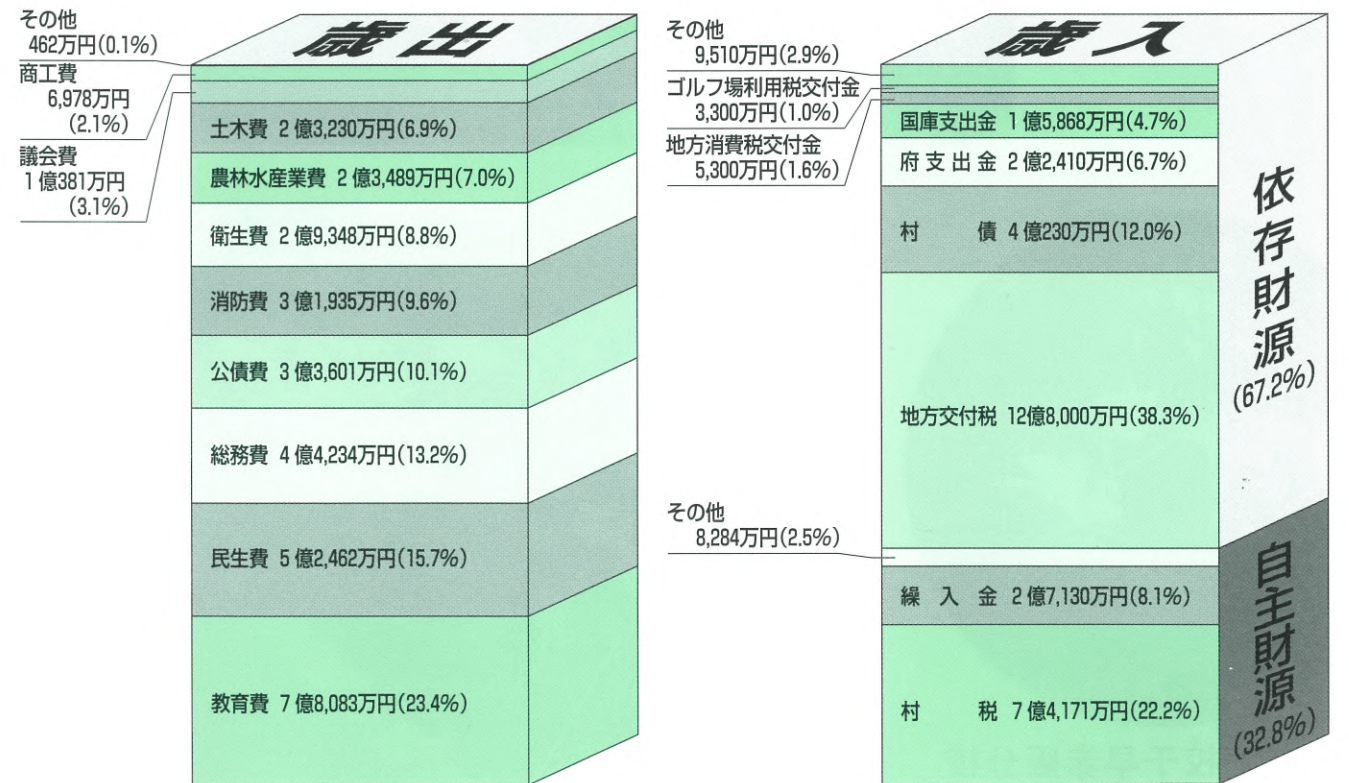 歳出
その他
462万円(0.1%)
商工費
6,978万円
(2.1%)
議会費
1億381万円
(3.1%)
土木費 2億3,230万円(6.9%)
農林水産業費 2億3,489万円(7.0%)
衛生費 2億9,348万円(8.8%)
消防費 3億1,935万円(9.6%)
公債費 3億3,601万円(10.1%)
総務費 4億4,234万円(13.2%)
民生費 5億2,462万円(15.7%)
教育費 7億8,083万円(23.4%)
歳入
その他
9,510万円(2.9%)
ゴルフ場利用税交付金
3,300万円(1.0%)
地方消費税交付金
5,300万円(1.6%)
国庫支出金 1億5,868万円(4.7%)
府支出金 2億2,410万円(6.7%)
村債 4億230万円(12.0%)
地方交付税 12億8,000万円(38.3%)
その他
8,284万円(2.5%)
繰入金 2億7,130万円(8.1%)
村税 7億4,171万円(22.2%)
依存財源
(67.2%)
自主財源
(32.8%)